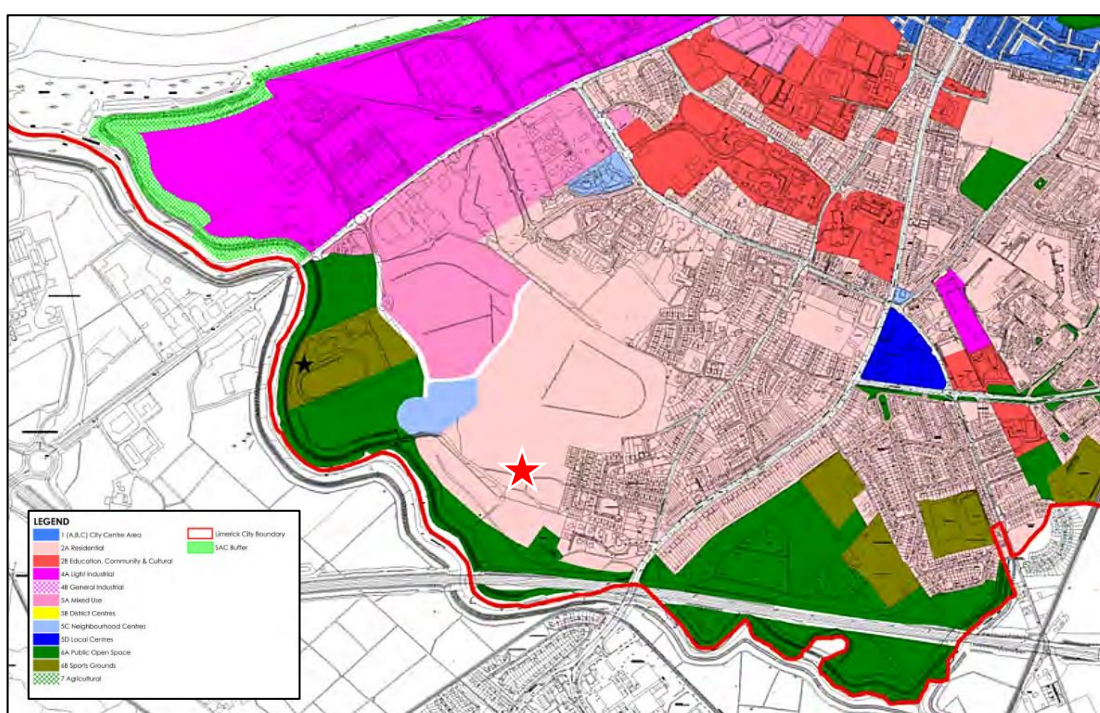 LEGEND
1 (A,B,C) City Centre Area
2A Residential
2B Education, Community & Cultural
4A Light Industrial
4B General Industrial
5A Mixed Use
5B District Centres
5C Neighbourhood Centres
5D Local Centres
6A Public Open Space
6B Sports Grounds
7 Agricultural
Limerick City Boundary
SAC Buffer